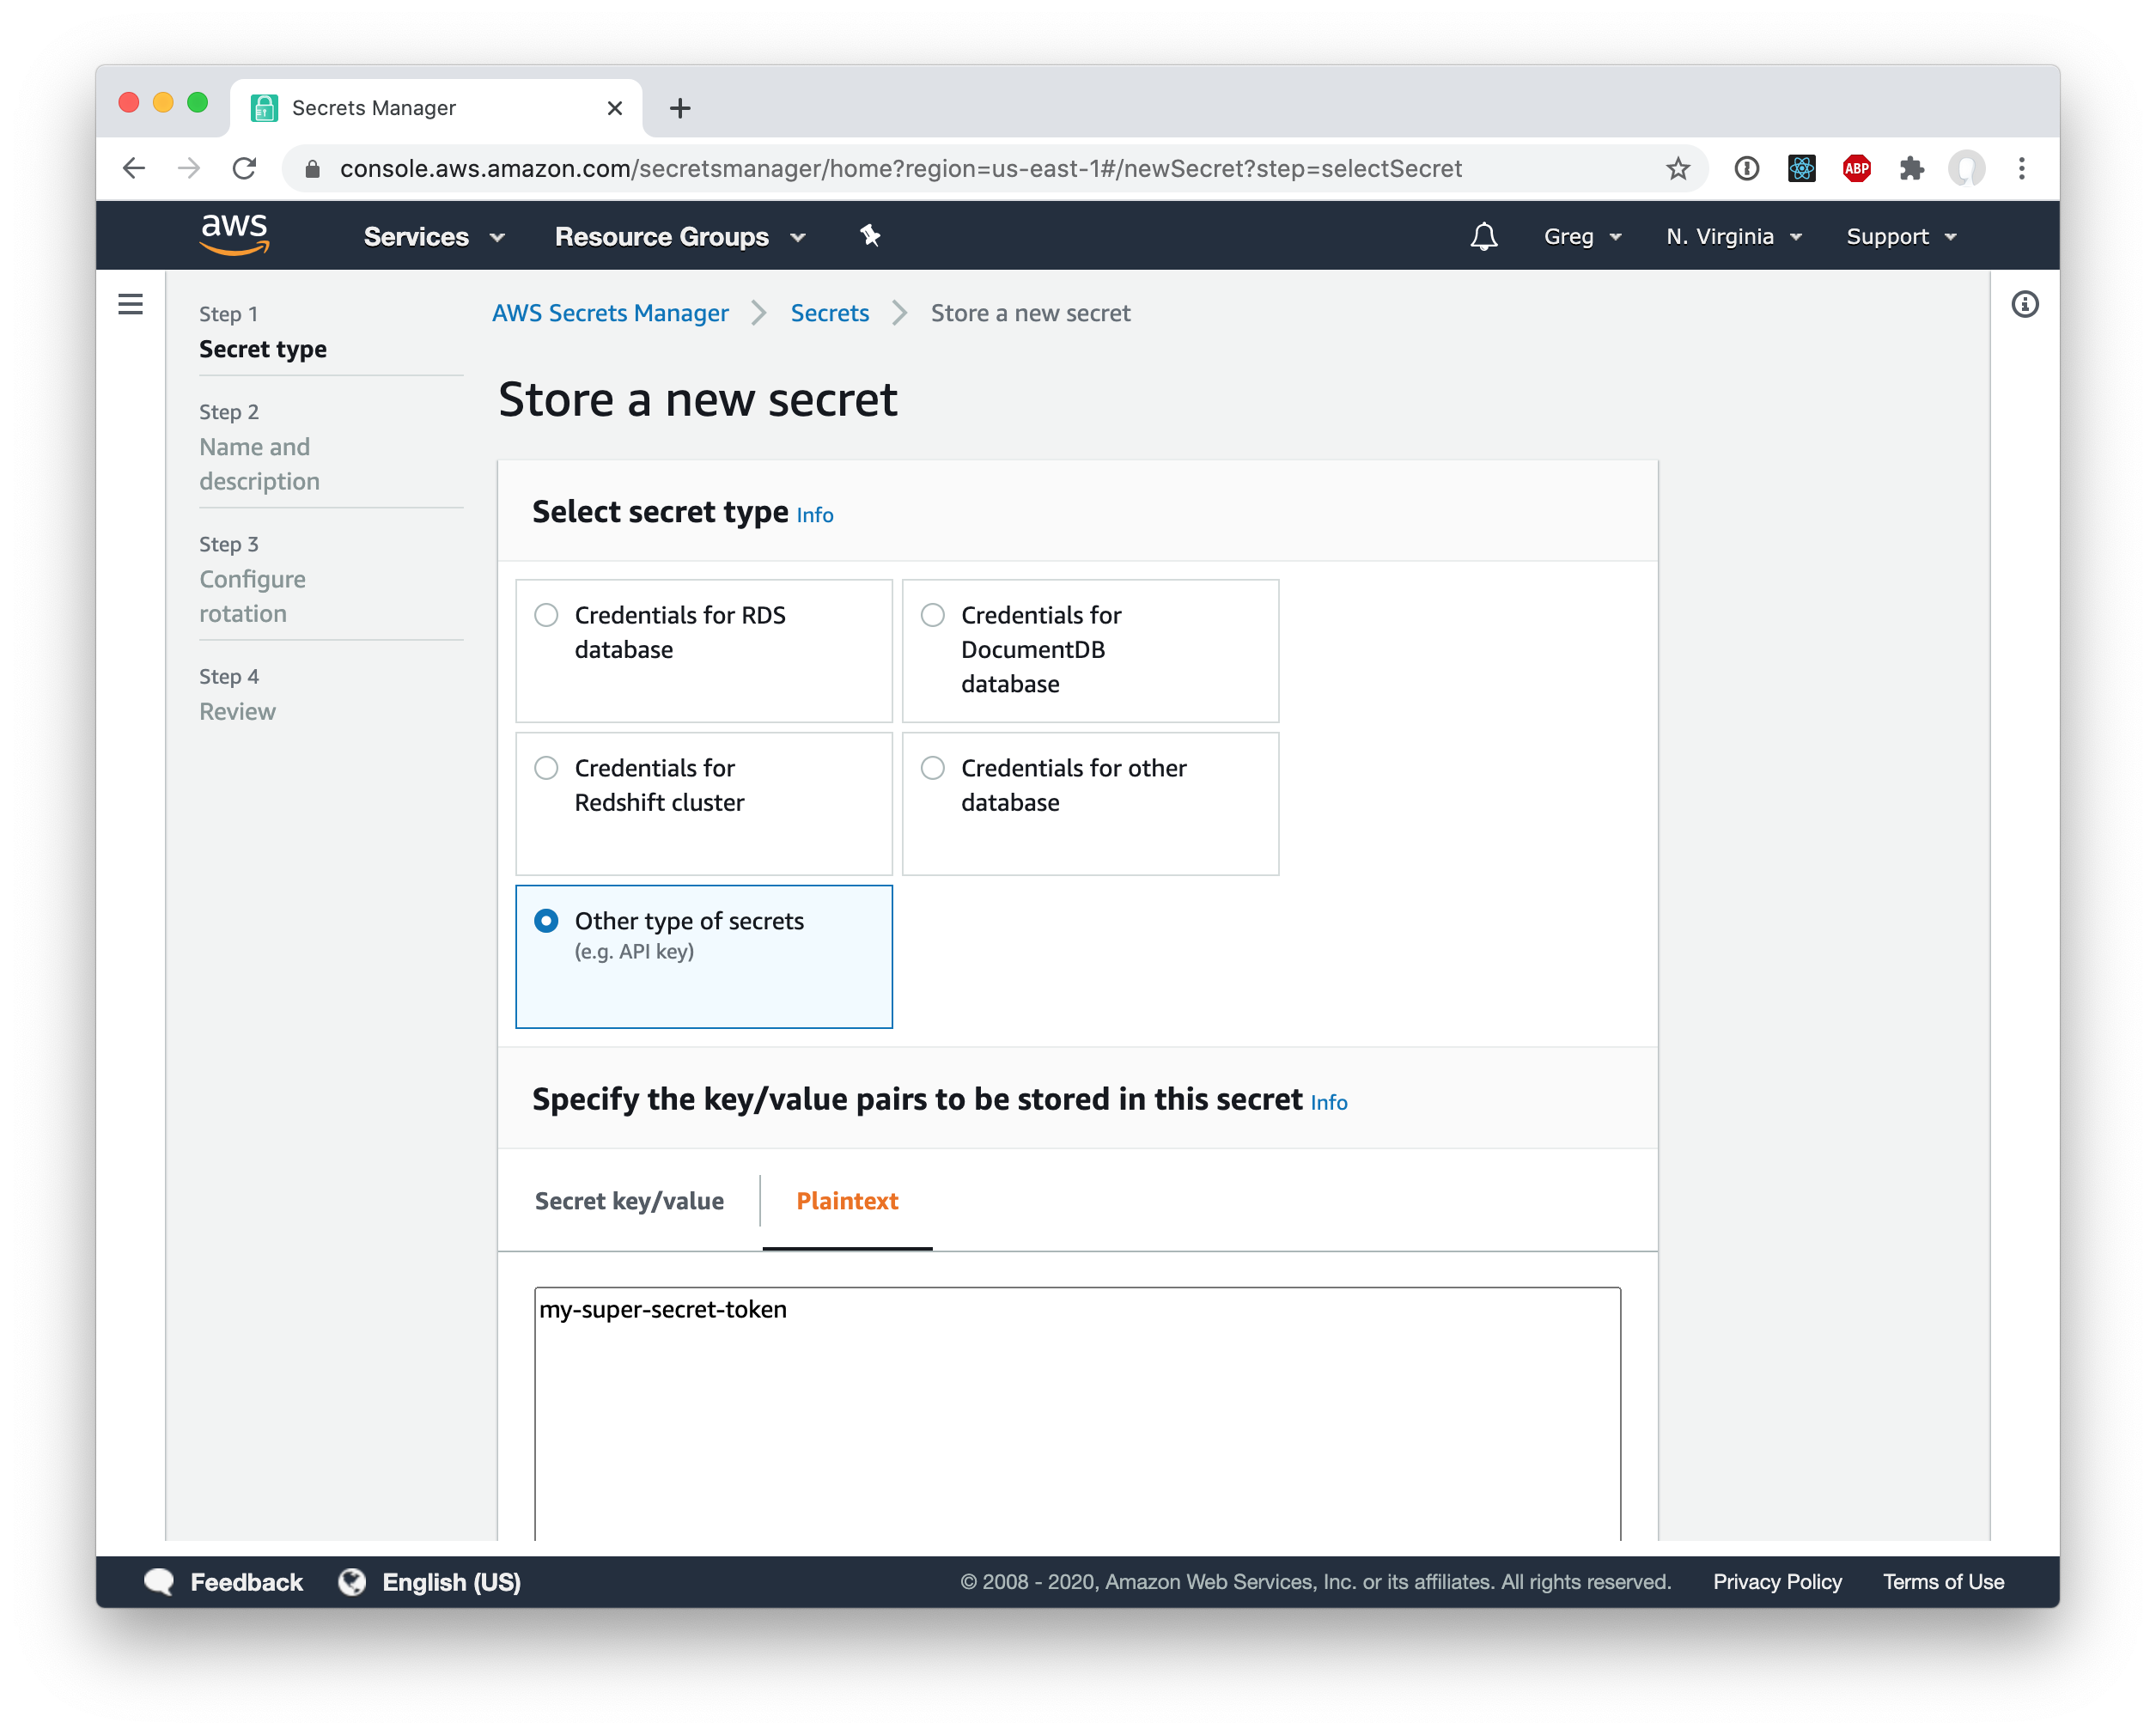 Secrets Manager
console.aws.amazon.com/secretsmanager/home?region=us-east-1#/newSecret?step=selectSecret
ABP
aws
Services
Resource Groups
Greg
N. Virginia
Support
Step 1
Secret type
Step 2
Name and
description
Step 3
Configure
rotation
Step 4
Review
AWS Secrets Manager
Secrets
Store a new secret
Store a new secret
Select secret type Info
Credentials for RDS
database
Credentials for
DocumentDB
database
Credentials for
Redshift cluster
Credentials for other
database
Other type of secrets
(e.g. API key)
Specify the key/value pairs to be stored in this secret Info
Secret key/value
Plaintext
my-super-secret-token
Feedback
English (US)
© 2008 - 2020, Amazon Web Services, Inc. or its affiliates. All rights reserved.
Privacy Policy
Terms of Use